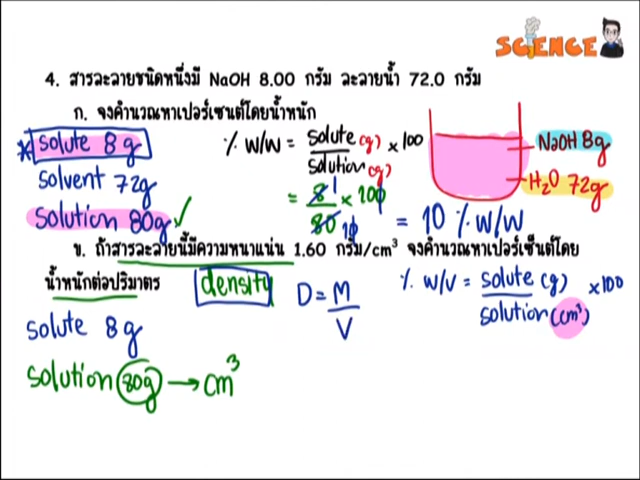 SCIENCE
4. สารละลายชนิดหนึ่งมี NaOH 8.00 กรัม ละลายน้ำ 72.0 กรัม
ก. จงคำนวณหาเปอร์เซนต์โดยน้ำหนัก
*solute 8g
solvent 72g
solution 80g ✓
% w/w = solute(g) × 100
solution(g)
= 8 1 × 100
80 10
= 10 % w/w
NaOH 8g
H₂O 72g
ข. ถ้าสารละลายนี้มีความหนาแน่น 1.60 กรัม/cm³ จงคำนวณหาเปอร์เซ็นต์โดย
น้ำหนักต่อปริมาตร
density
D = M
V
% w/v = solute (g) ×100
solution (cm³)
solute 8g
solution 80g → cm³